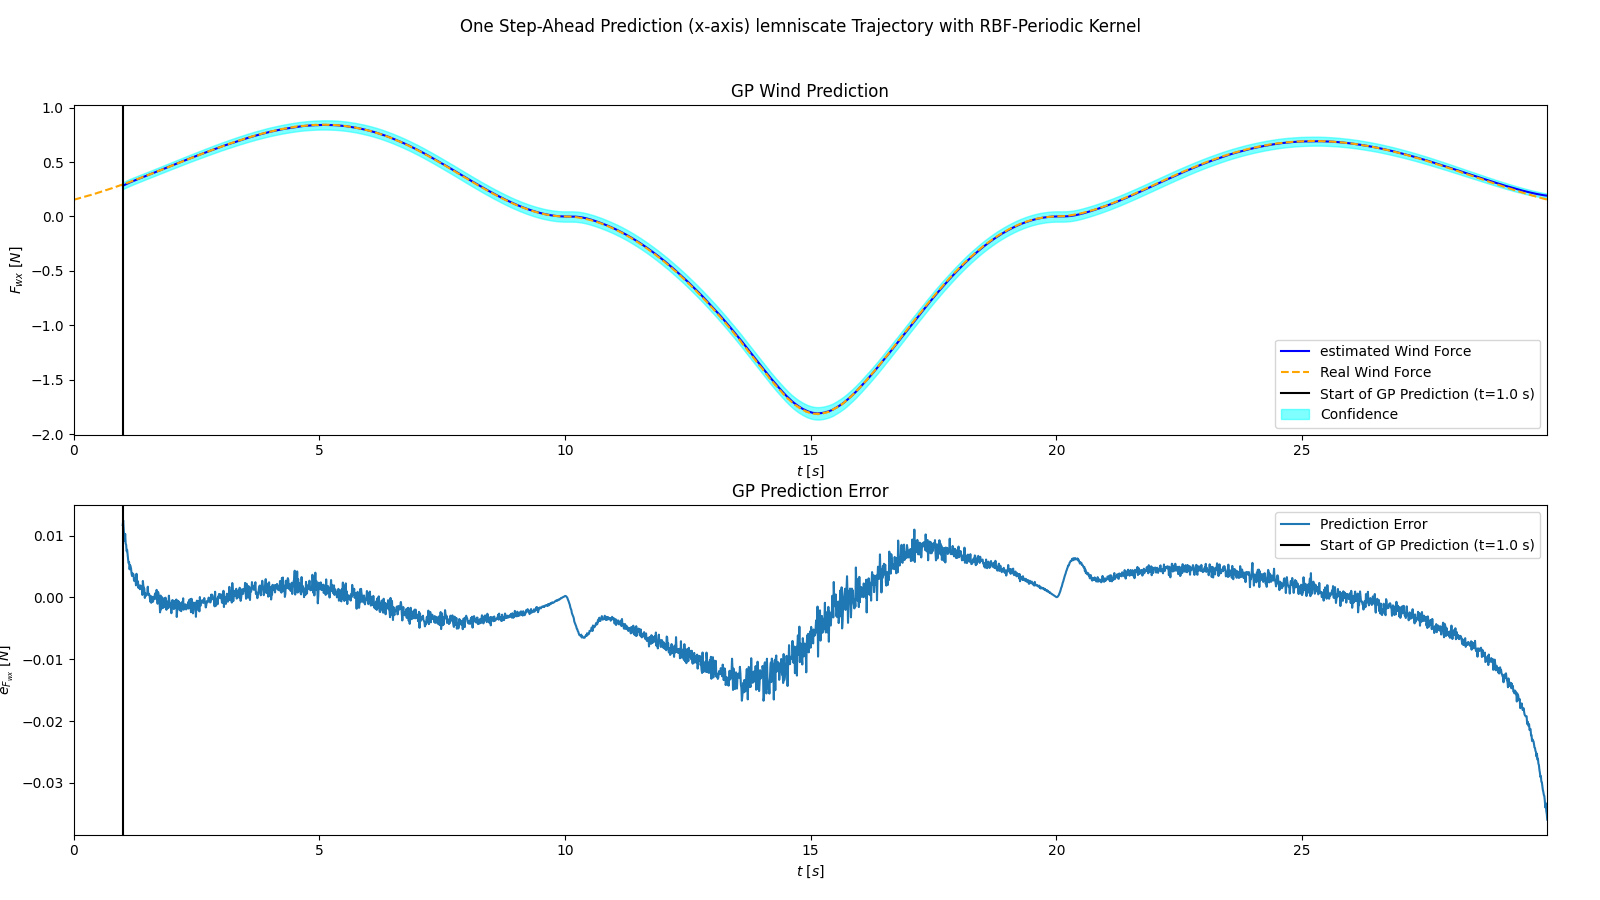 One Step-Ahead Prediction (x-axis) lemniscate Trajectory with RBF-Periodic Kernel
GP Wind Prediction
1.0
0.5
0.0
−0.5
−1.0
−1.5
−2.0
F_wx [N]
estimated Wind Force
Real Wind Force
Start of GP Prediction (t=1.0 s)
Confidence
0 5 10 15 20 25
t [s]
GP Prediction Error
0.01
0.00
−0.01
−0.02
−0.03
e_F_wx [N]
Prediction Error
Start of GP Prediction (t=1.0 s)
0 5 10 15 20 25
t [s]